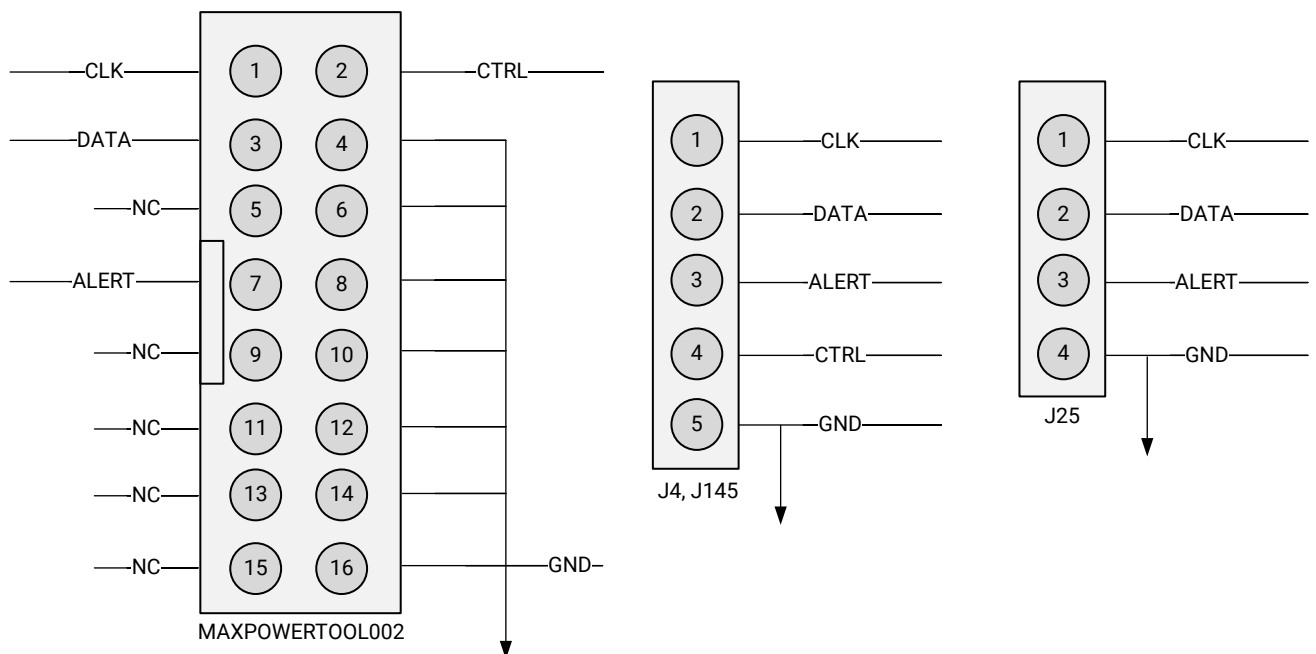 CLK 1 2 CTRL
DATA 3 4
NC 5 6
ALERT 7 8
NC 9 10
NC 11 12
NC 13 14
NC 15 16 GND
MAXPOWERTOOL002
1 CLK
2 DATA
3 ALERT
4 CTRL
5 GND
J4, J145
1 CLK
2 DATA
3 ALERT
4 GND
J25